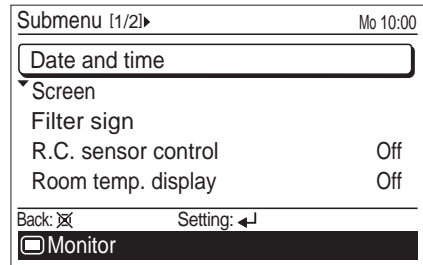 Submenu [1/2]▸ Mo 10:00
Date and time
Screen
Filter sign
R.C. sensor control Off
Room temp. display Off
Back: Setting:
Monitor